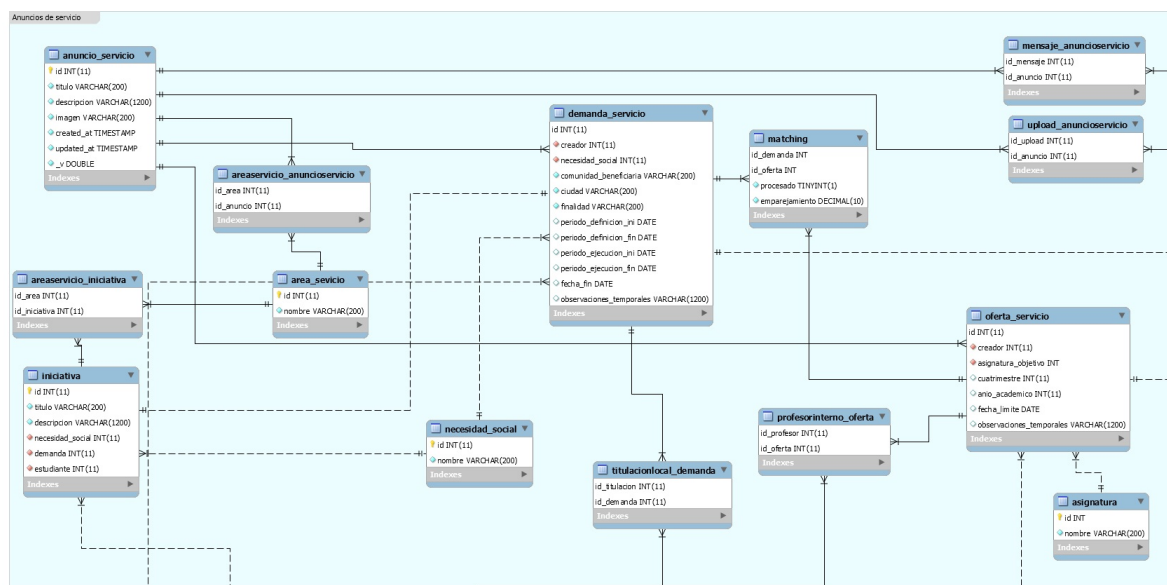 Anuncios de servicio
anuncio_servicio
id INT(11)
titulo VARCHAR(200)
descripcion VARCHAR(1200)
imagen VARCHAR(200)
created_at TIMESTAMP
updated_at TIMESTAMP
_v DOUBLE
Indexes
mensaje_anuncioservicio
id_mensaje INT(11)
id_anuncio INT(11)
Indexes
upload_anuncioservicio
id_upload INT(11)
id_anuncio INT(11)
Indexes
demanda_servicio
id INT(11)
creador INT(11)
necesidad_social INT(11)
comunidad_beneficiaria VARCHAR(200)
ciudad VARCHAR(200)
finalidad VARCHAR(200)
periodo_definicion_ini DATE
periodo_definicion_fin DATE
periodo_ejecucion_ini DATE
periodo_ejecucion_fin DATE
fecha_fin DATE
observaciones_temporales VARCHAR(1200)
Indexes
matching
id_demanda INT
id_oferta INT
procesado TINYINT(1)
emparejamiento DECIMAL(10)
Indexes
areaservicio_anuncioservicio
id_area INT(11)
id_anuncio INT(11)
Indexes
areaservicio_iniciativa
id_area INT(11)
id_iniciativa INT(11)
Indexes
area_sevicio
id INT(11)
nombre VARCHAR(200)
Indexes
oferta_servicio
id INT(11)
creador INT(11)
asignatura_objetivo INT
cuatrimestre INT(11)
anio_academico INT(11)
fecha_limite DATE
observaciones_temporales VARCHAR(1200)
Indexes
iniciativa
id INT(11)
titulo VARCHAR(200)
descripcion VARCHAR(1200)
necesidad_social INT(11)
demanda INT(11)
estudiante INT(11)
Indexes
necesidad_social
id INT(11)
nombre VARCHAR(200)
Indexes
profesorinterno_oferta
id_profesor INT(11)
id_oferta INT(11)
Indexes
titulacionlocal_demanda
id_titulacion INT(11)
id_demanda INT(11)
Indexes
asignatura
id INT
nombre VARCHAR(200)
Indexes